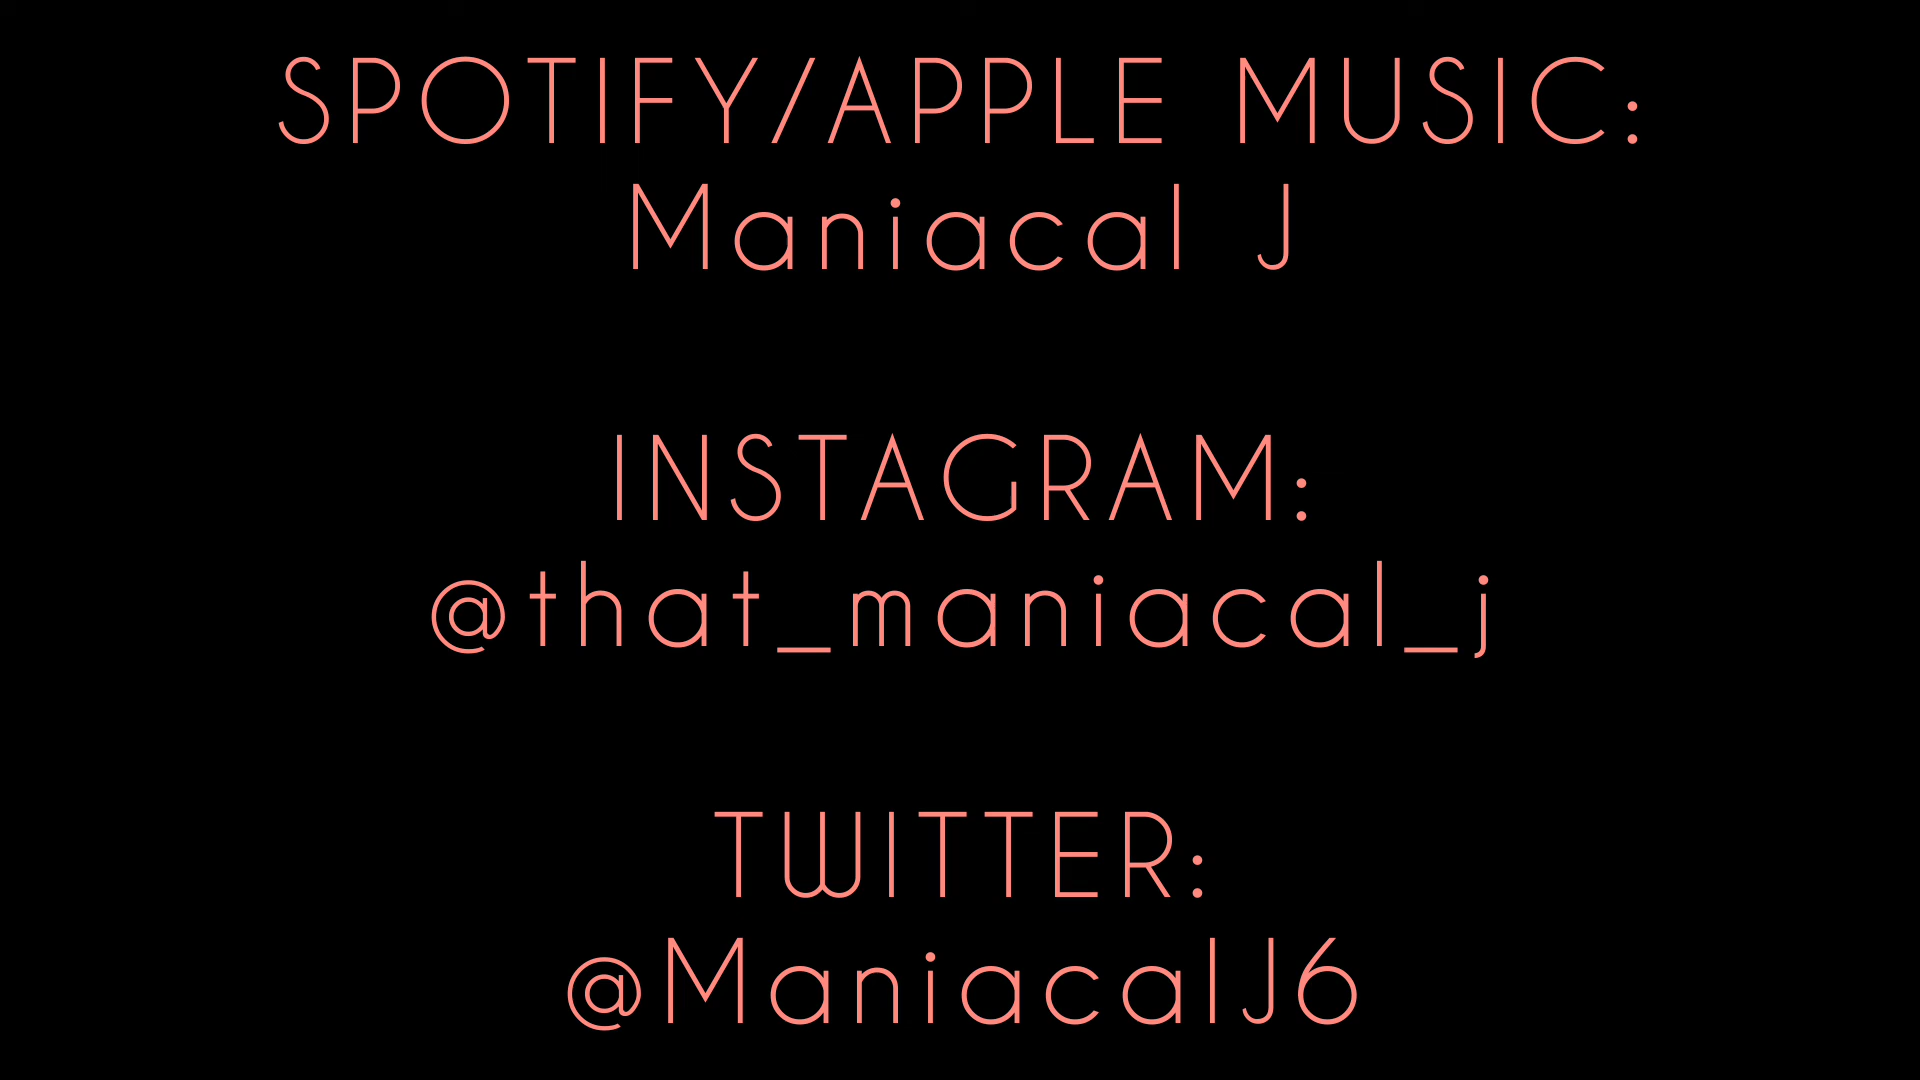 SPOTIFY/APPLE MUSIC:
Maniacal J
INSTAGRAM:
@that_maniacal_j
TWITTER:
@ManiacalJ6